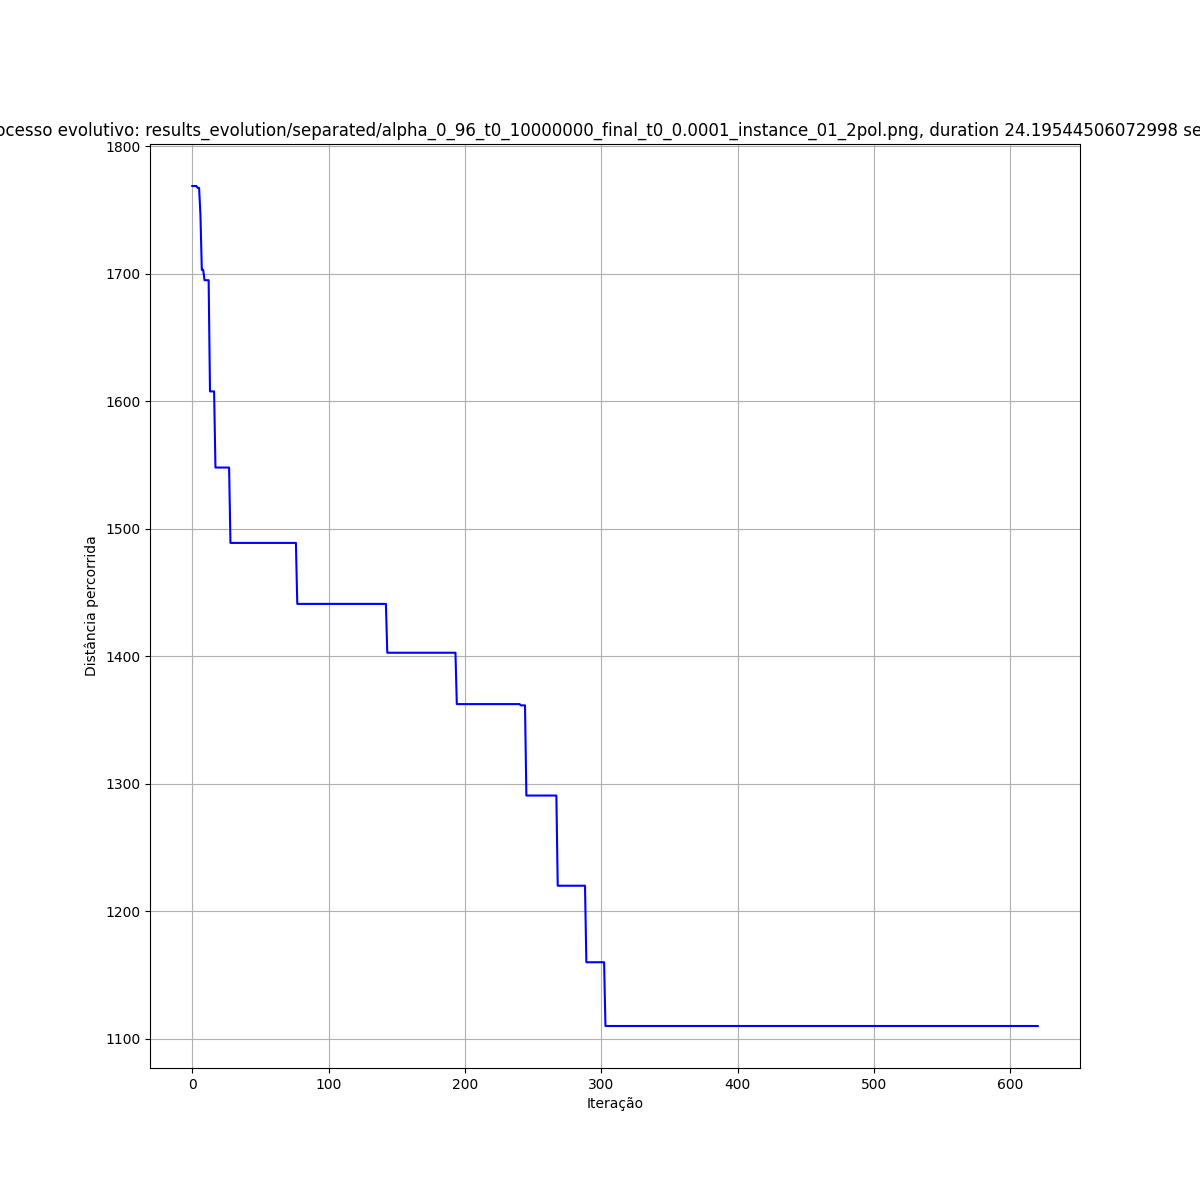 ocesso evolutivo: results_evolution/separated/alpha_0_96_t0_10000000_final_t0_0.0001_instance_01_2pol.png, duration 24.19544506072998 se
1800
1700
1600
1500
1400
1300
1200
1100
Distância percorrida
0 100 200 300 400 500 600
Iteração